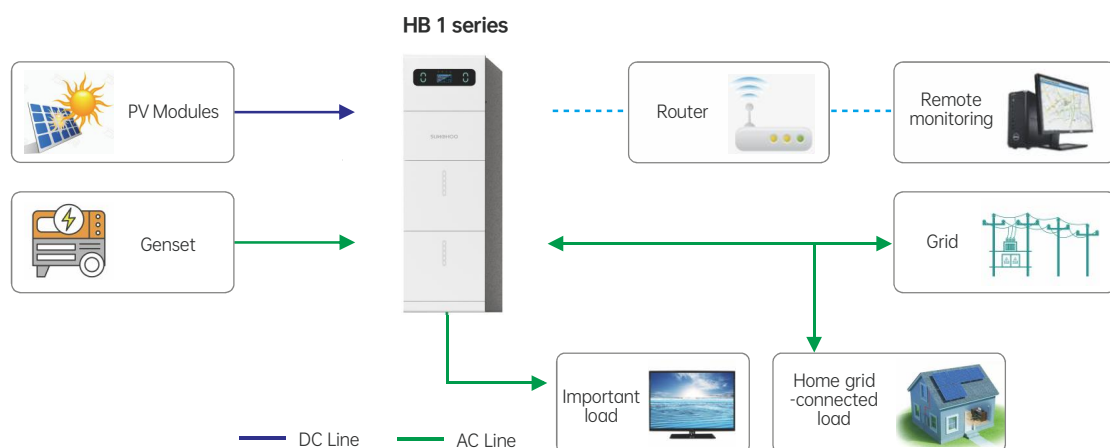 HB 1 series
PV Modules
Router
Remote
monitoring
SUNSHOO
Genset
Grid
Important
load
Home grid
-connected
load
DC Line
AC Line